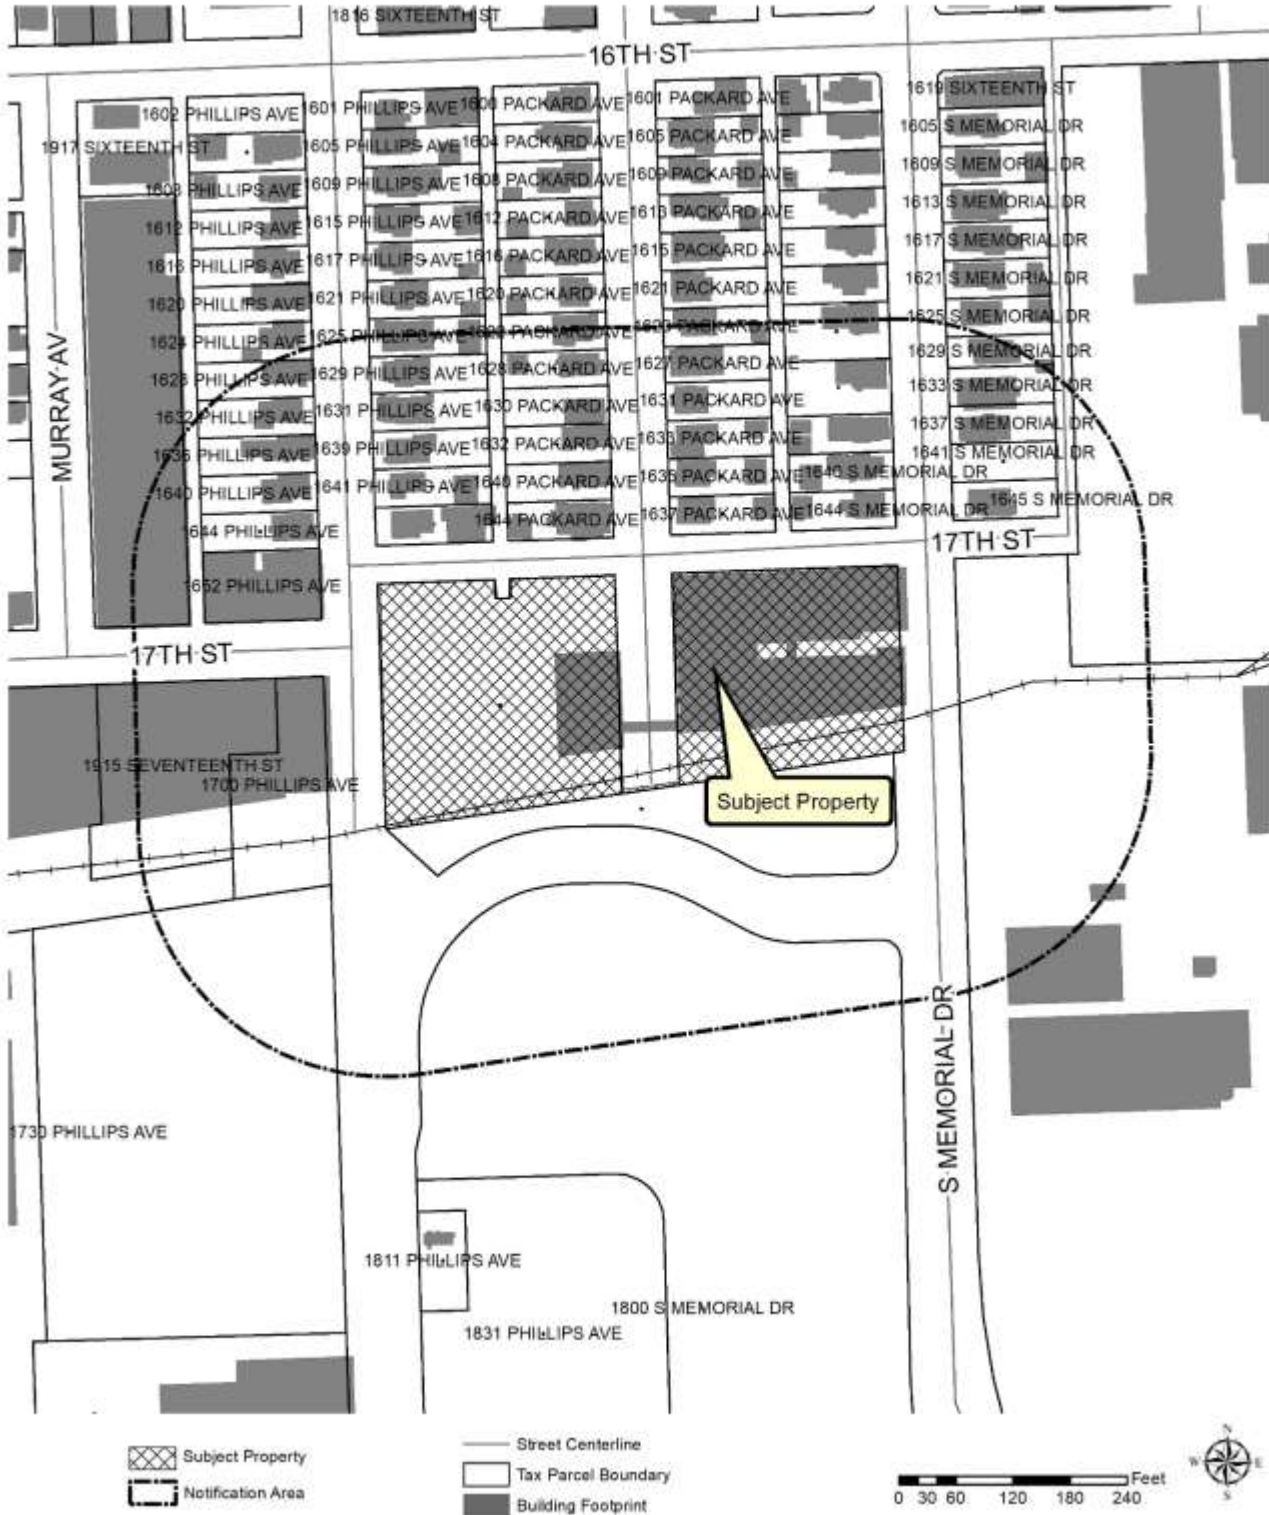 1816 SIXTEENTH ST
16TH ST
1602 PHILLIPS AVE
1601 PHILLIPS AVE
1600 PACKARD AVE
1601 PACKARD AVE
1619 SIXTEENTH ST
1917 SIXTEENTH ST
1605 PHILLIPS AVE
1604 PACKARD AVE
1605 PACKARD AVE
1605 S MEMORIAL DR
1608 PHILLIPS AVE
1609 PHILLIPS AVE
1608 PACKARD AVE
1609 PACKARD AVE
1609 S MEMORIAL DR
1612 PHILLIPS AVE
1615 PHILLIPS AVE
1612 PACKARD AVE
1613 PACKARD AVE
1613 S MEMORIAL DR
1616 PHILLIPS AVE
1617 PHILLIPS AVE
1616 PACKARD AVE
1615 PACKARD AVE
1617 S MEMORIAL DR
1620 PHILLIPS AVE
1621 PHILLIPS AVE
1620 PACKARD AVE
1621 PACKARD AVE
1621 S MEMORIAL DR
1624 PHILLIPS AVE
1625 PHILLIPS AVE
PACKARD AVE
PACKARD AVE
1625 S MEMORIAL DR
MURRAY AV
1628 PHILLIPS AVE
1629 PHILLIPS AVE
1628 PACKARD AVE
1627 PACKARD AVE
1629 S MEMORIAL DR
1632 PHILLIPS AVE
1631 PHILLIPS AVE
1630 PACKARD AVE
1631 PACKARD AVE
1633 S MEMORIAL DR
1636 PHILLIPS AVE
1639 PHILLIPS AVE
1632 PACKARD AVE
1633 PACKARD AVE
1637 S MEMORIAL DR
1641 S MEMORIAL DR
1640 PHILLIPS AVE
1641 PHILLIPS AVE
1640 PACKARD AVE
1635 PACKARD AVE
1640 S MEMORIAL DR
1645 S MEMORIAL DR
1644 PHILLIPS AVE
1644 PACKARD AVE
1637 PACKARD AVE
1644 S MEMORIAL DR
17TH ST
1652 PHILLIPS AVE
17TH ST
1915 SEVENTEENTH ST
1700 PHILLIPS AVE
Subject Property
S MEMORIAL DR
1730 PHILLIPS AVE
1811 PHILLIPS AVE
1800 S MEMORIAL DR
1831 PHILLIPS AVE
Subject Property
Notification Area
Street Centerline
Tax Parcel Boundary
Building Footprint
Feet
0 30 60 120 180 240
N
W E
S